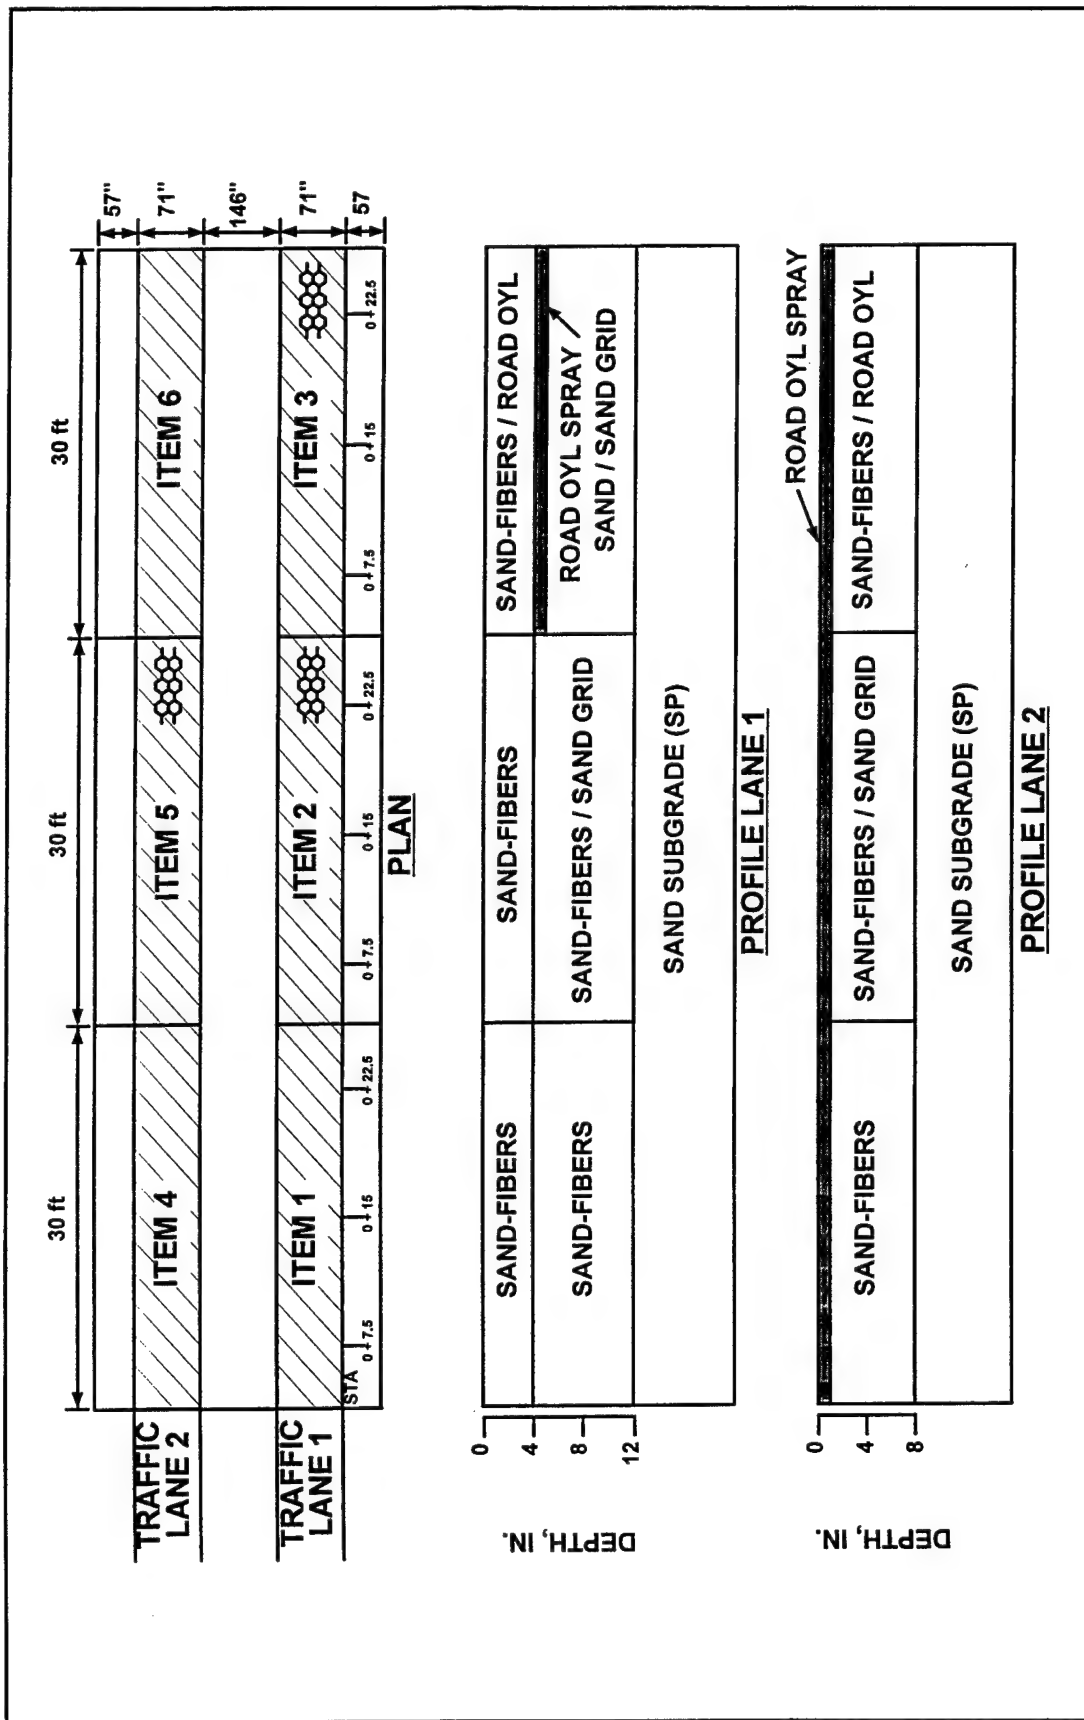 30 ft
30 ft
30 ft
57"
71"
146"
71"
57
TRAFFIC
LANE 2
ITEM 4
ITEM 5
ITEM 6
TRAFFIC
LANE 1
ITEM 1
ITEM 2
ITEM 3
STA
0+7.5
0+15
0+22.5
0+7.5
0+15
0+22.5
0+7.5
0+15
0+22.5
PLAN
DEPTH, IN.
0
4
8
12
SAND-FIBERS
SAND-FIBERS
SAND-FIBERS / ROAD OYL
SAND-FIBERS
SAND-FIBERS / SAND GRID
ROAD OYL SPRAY
SAND / SAND GRID
SAND SUBGRADE (SP)
PROFILE LANE 1
ROAD OYL SPRAY
DEPTH, IN.
0
4
8
SAND-FIBERS
SAND-FIBERS / SAND GRID
SAND-FIBERS / ROAD OYL
SAND SUBGRADE (SP)
PROFILE LANE 2